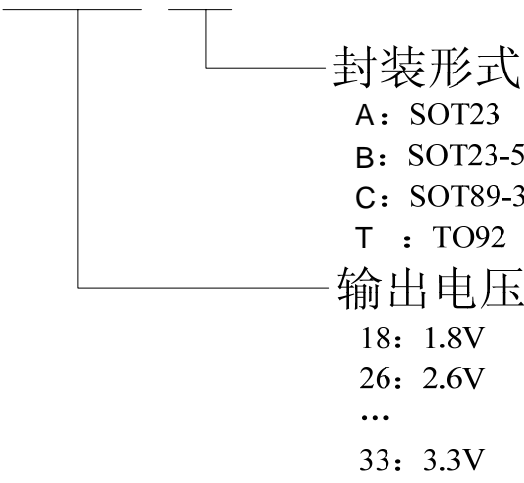 封装形式
A：SOT23
B：SOT23-5
C：SOT89-3
T ：TO92
输出电压
18：1.8V
26：2.6V
…
33：3.3V